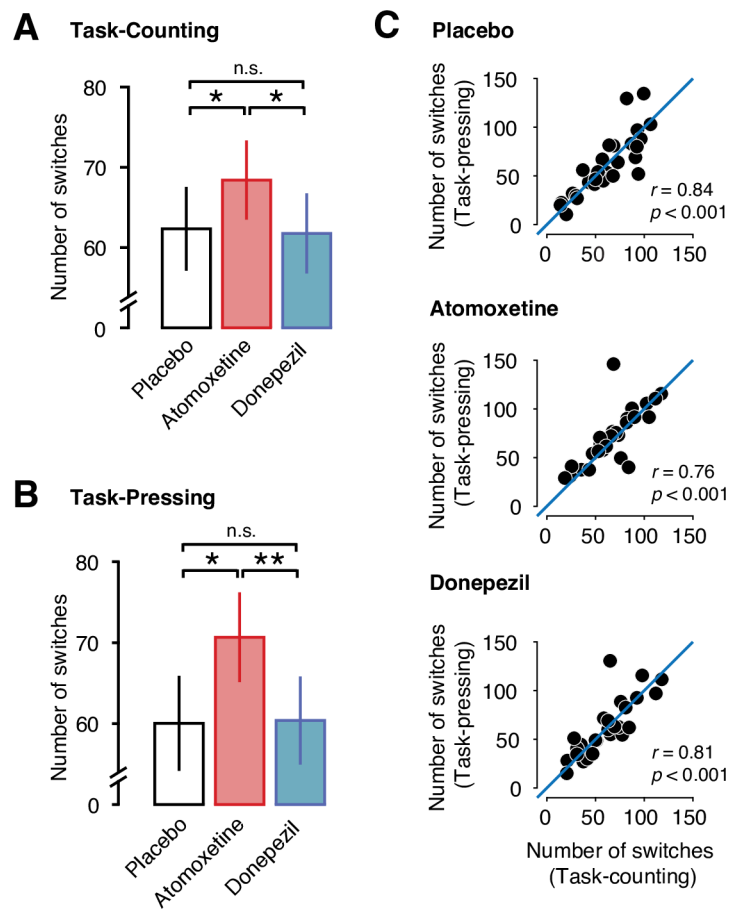 A Task-Counting
Number of switches
80
70
60
0
n.s.
* *
Placebo
Atomoxetine
Donepezil
B Task-Pressing
Number of switches
80
70
60
0
n.s.
* **
Placebo
Atomoxetine
Donepezil
C Placebo
Number of switches
(Task-pressing)
150
100
50
0
r = 0.84
p < 0.001
0 50 100 150
Atomoxetine
Number of switches
(Task-pressing)
150
100
50
0
r = 0.76
p < 0.001
0 50 100 150
Donepezil
Number of switches
(Task-pressing)
150
100
50
0
r = 0.81
p < 0.001
0 50 100 150
Number of switches
(Task-counting)